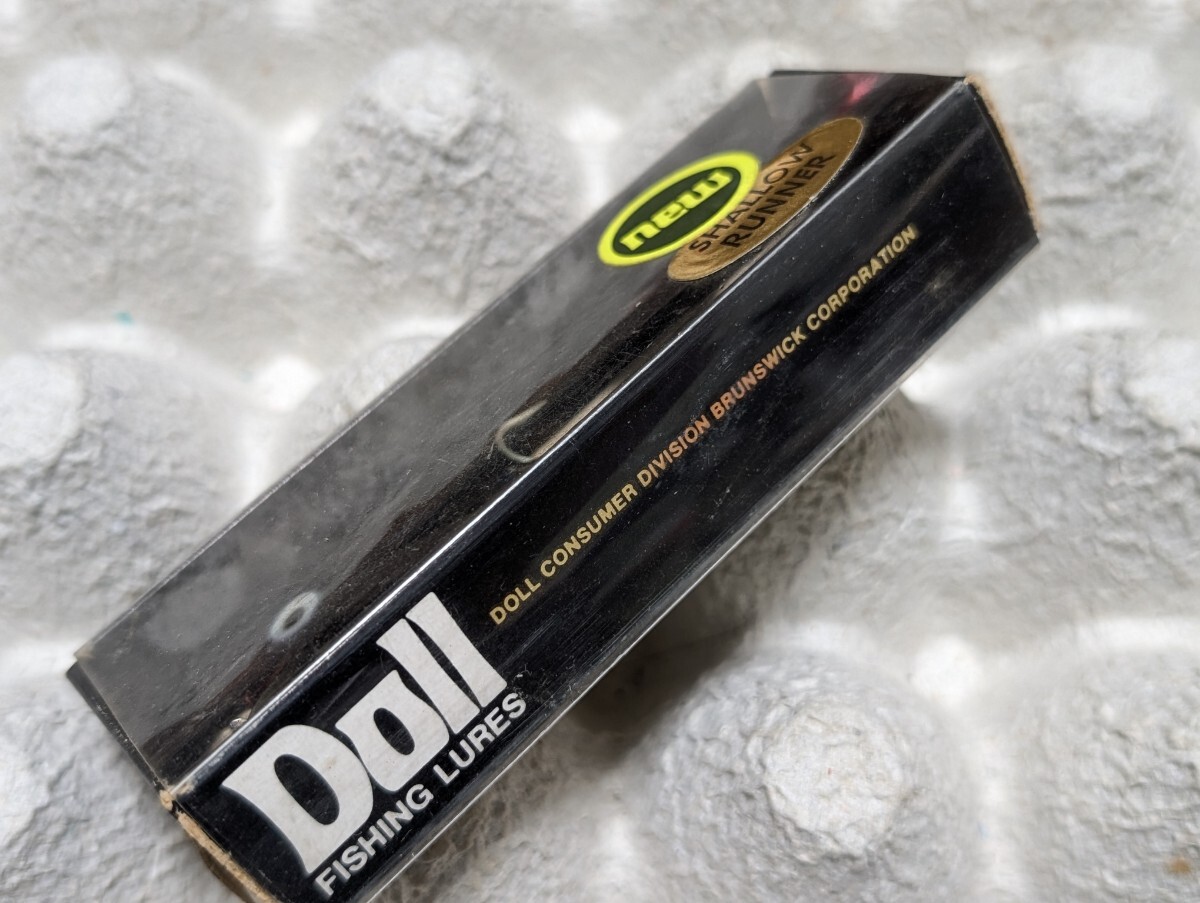 new
SHALLOW
RUNNER
DOLL CONSUMER DIVISION BRUNSWICK CORPORATION
Doll
FISHING LURES